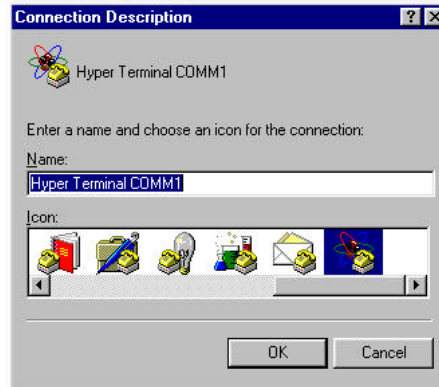 Connection Description
Hyper Terminal COMM1
Enter a name and choose an icon for the connection:
Name:
Hyper Terminal COMM1
Icon:
OK Cancel